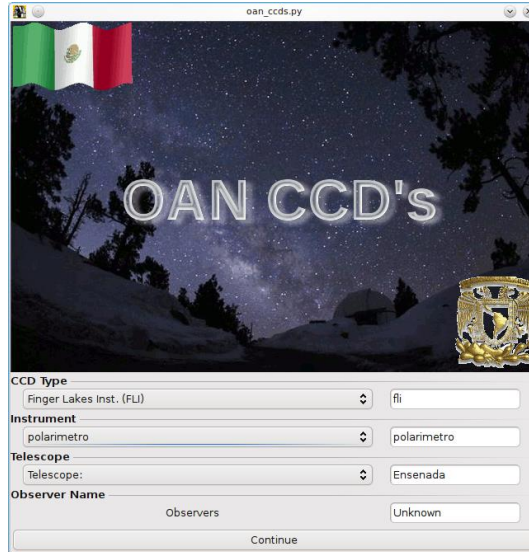 oan_ccds.py
OAN CCD's
CCD Type
Finger Lakes Inst. (FLI) fli
Instrument
polarimetro polarimetro
Telescope
Telescope: Ensenada
Observer Name
Observers Unknown
Continue